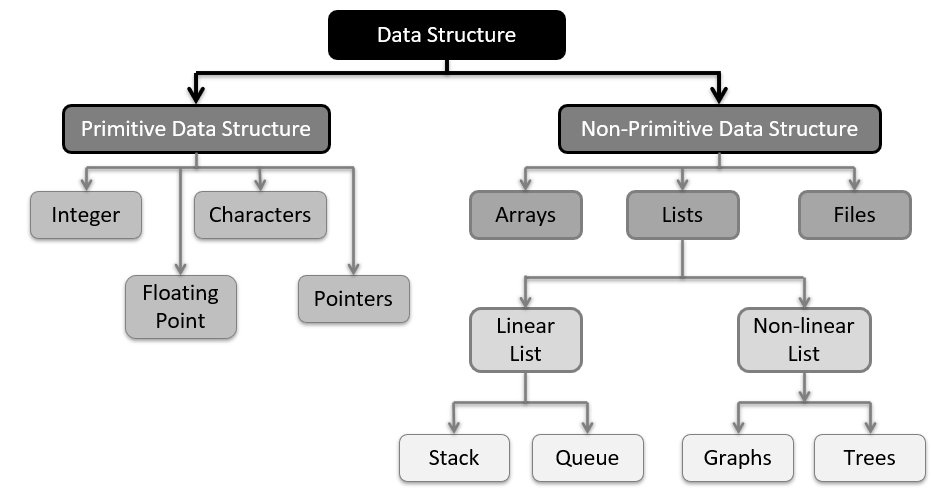 Data Structure
Primitive Data Structure
Non-Primitive Data Structure
Integer
Characters
Arrays
Lists
Files
Floating
Point
Pointers
Linear
List
Non-linear
List
Stack
Queue
Graphs
Trees